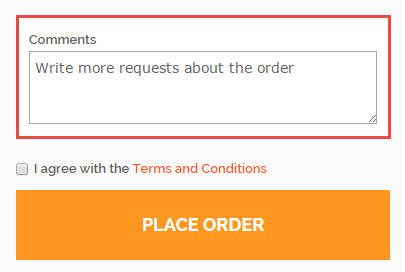 Comments
Write more requests about the order
I agree with the Terms and Conditions
PLACE ORDER